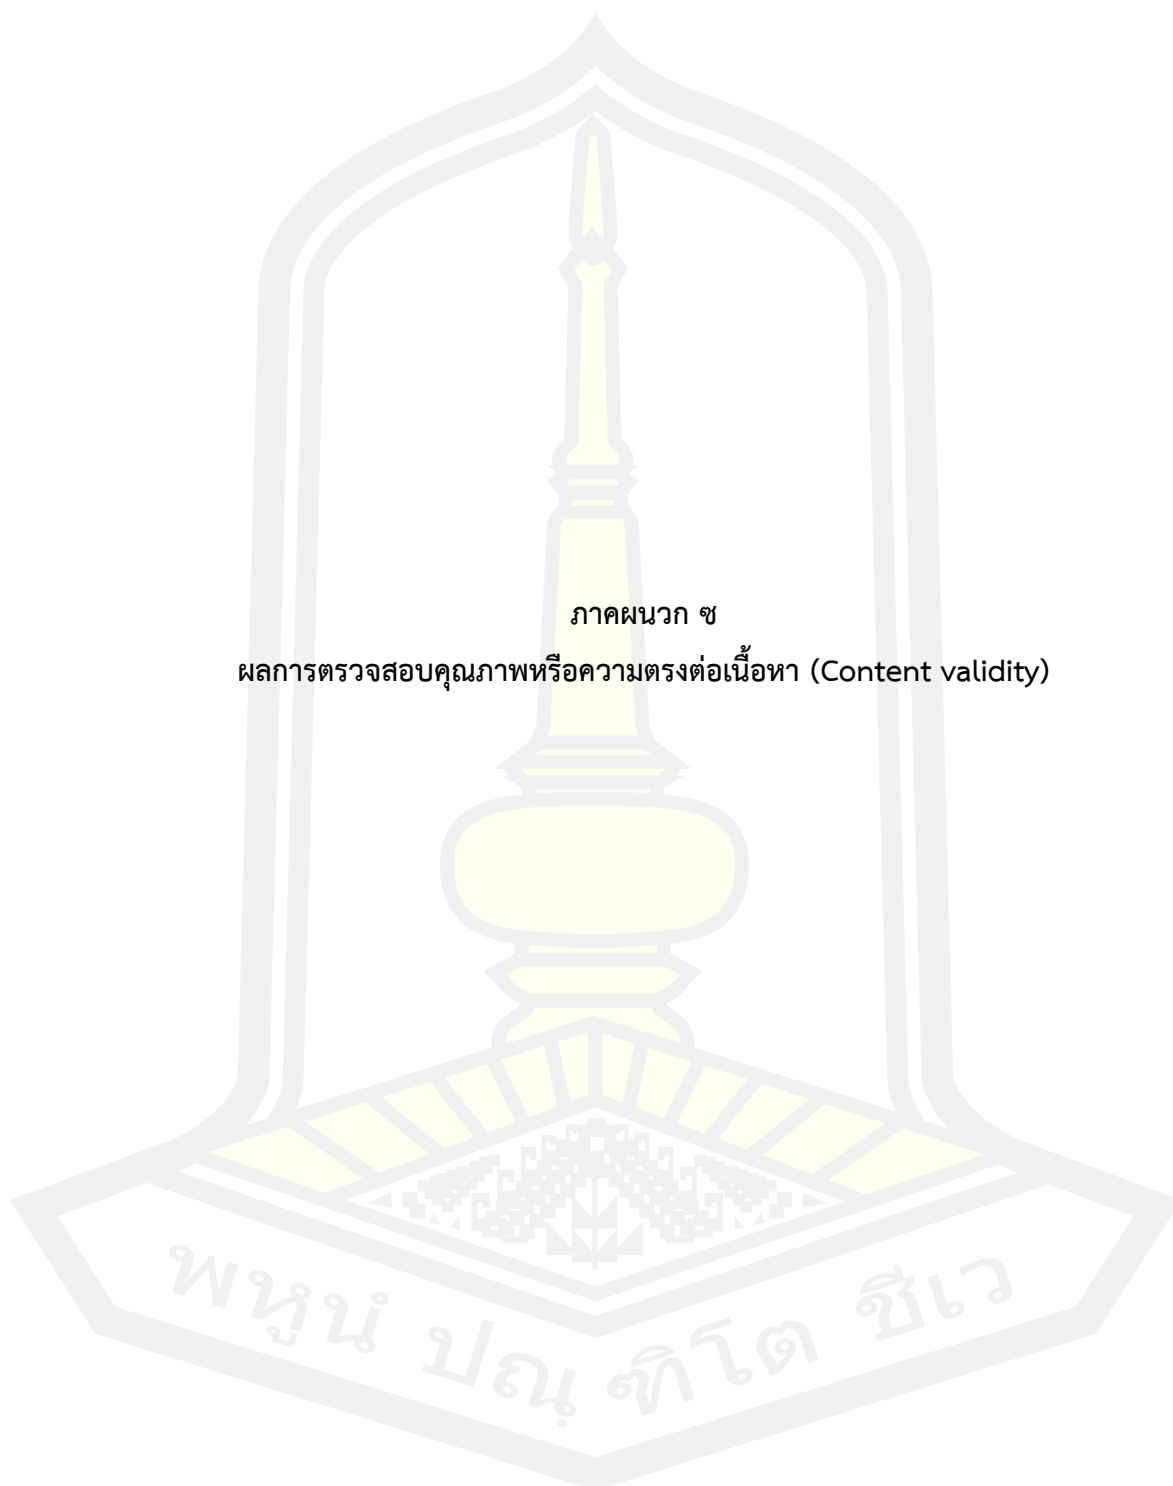 ภาคผนวก ซ
ผลการตรวจสอบคุณภาพหรือความตรงต่อเนื้อหา (Content validity)
พหูนํ ปณฺฑิโต ชีเว